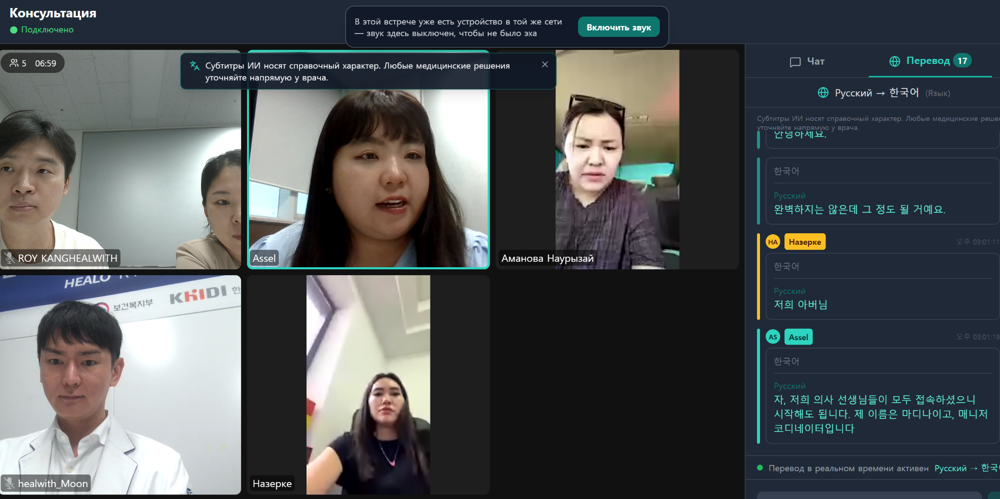 Консультация
Подключено
В этой встрече уже есть устройство в той же сети
— звук здесь выключен, чтобы не было эха
Включить звук
5 06:59
Субтитры ИИ носят справочный характер. Любые медицинские решения
уточняйте напрямую у врача.
ROY KANGHEALWITH
Assel
Аманова Наурызай
HEALO
보건복지부
KHIDI 한
healwith_Moon
Назерке
Чат
Перевод 17
Русский → 한국어 (Язык)
Субтитры ИИ носят справочный характер. Любые медицинские реше
уточняйте напрямую у врача.
안녕하세요.
한국어
Русский
완벽하지는 않은데 그 정도 될 거예요.
НА Назерке 오후 03:01:11
한국어
Русский
저희 아버님
AS Assel 오후 03:01:19
한국어
Русский
자, 저희 의사 선생님들이 모두 접속하셨으니
시작해도 됩니다. 제 이름은 마디나이고, 매니저
코디네이터입니다
Перевод в реальном времени активен Русский → 한국